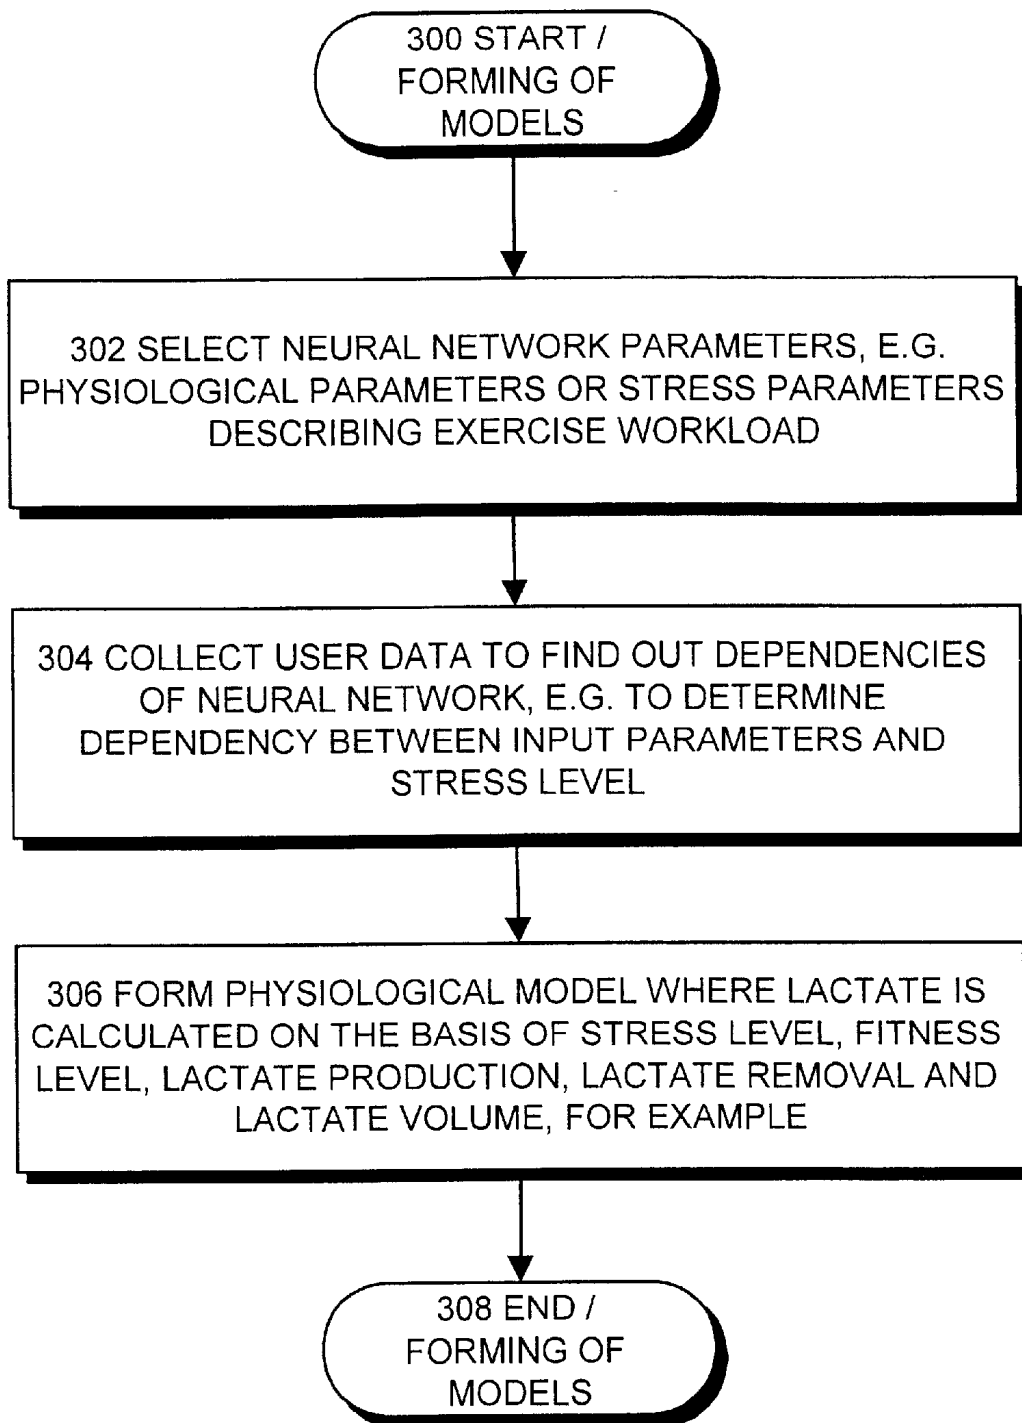 300 START /
FORMING OF
MODELS
302 SELECT NEURAL NETWORK PARAMETERS, E.G.
PHYSIOLOGICAL PARAMETERS OR STRESS PARAMETERS
DESCRIBING EXERCISE WORKLOAD
304 COLLECT USER DATA TO FIND OUT DEPENDENCIES
OF NEURAL NETWORK, E.G. TO DETERMINE
DEPENDENCY BETWEEN INPUT PARAMETERS AND
STRESS LEVEL
306 FORM PHYSIOLOGICAL MODEL WHERE LACTATE IS
CALCULATED ON THE BASIS OF STRESS LEVEL, FITNESS
LEVEL, LACTATE PRODUCTION, LACTATE REMOVAL AND
LACTATE VOLUME, FOR EXAMPLE
308 END /
FORMING OF
MODELS